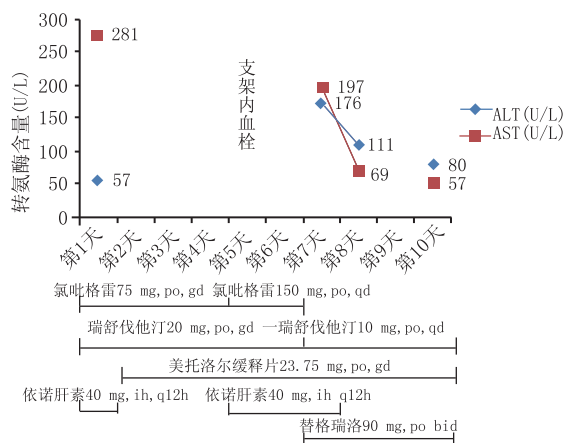 转氨酶含量(U/L)
300
250
200
150
100
50
0
281
57
支架内血栓
197
176
111
69
80
57
ALT(U/L)
AST(U/L)
第1天
第2天
第3天
第4天
第5天
第6天
第7天
第8天
第9天
第10天
氯吡格雷75 mg,po,gd
氯吡格雷150 mg,po,qd
瑞舒伐他汀20 mg,po,gd
一瑞舒伐他汀10 mg,po,qd
美托洛尔缓释片23.75 mg,po,gd
依诺肝素40 mg,ih,q12h
依诺肝素40 mg,ih q12h
替格瑞洛90 mg,po bid